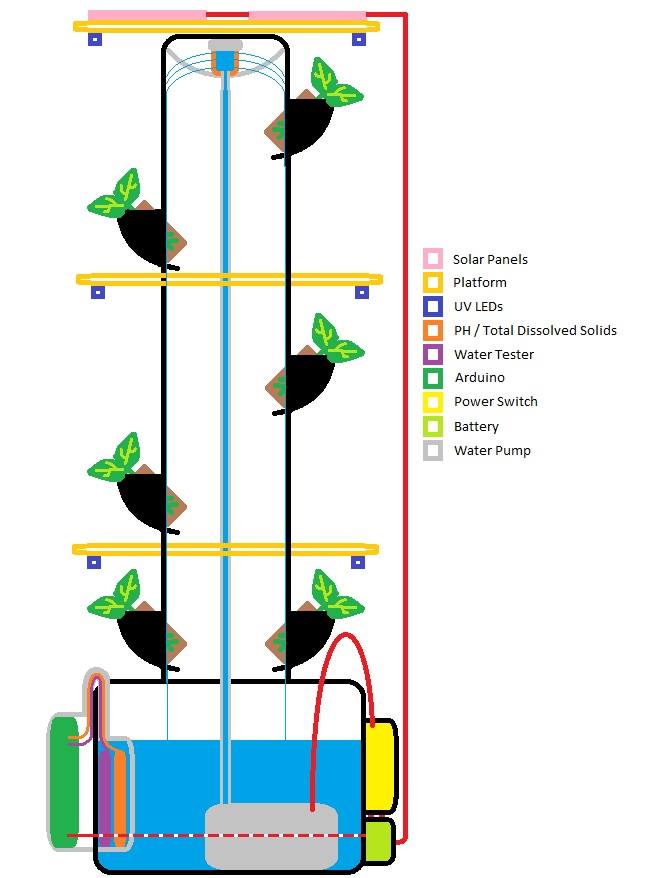 Solar Panels
Platform
UV LEDs
PH / Total Dissolved Solids
Water Tester
Arduino
Power Switch
Battery
Water Pump